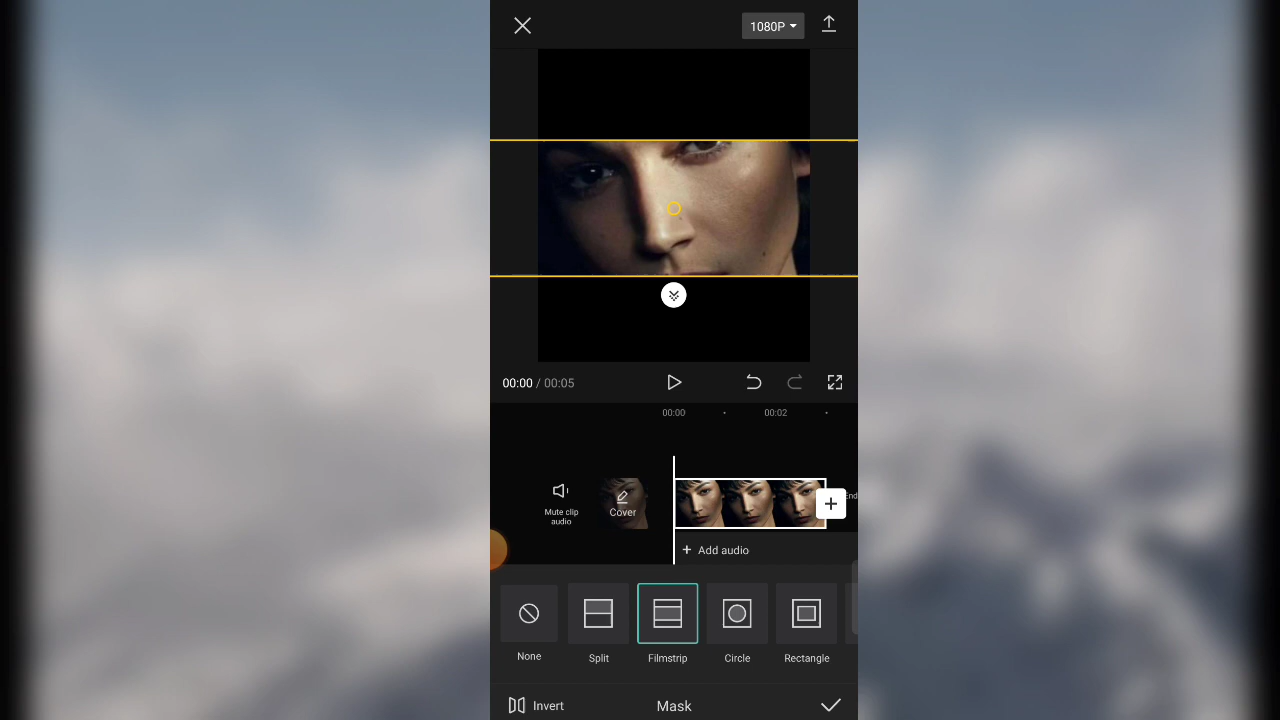 1080P
00:00 / 00:05
00:00
00:02
Mute clip
audio
Cover
End
Add audio
None
Split
Filmstrip
Circle
Rectangle
Invert
Mask